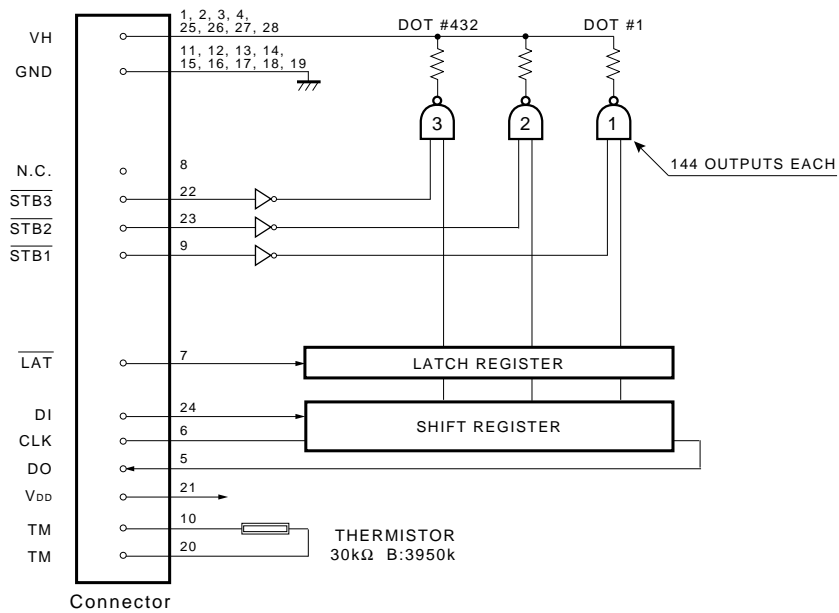 1, 2, 3, 4,
VH 25, 26, 27, 28 DOT #432 DOT #1
11, 12, 13, 14,
GND 15, 16, 17, 18, 19
3 2 1
144 OUTPUTS EACH
N.C. 8
STB3 22
STB2 23
STB1 9
LAT 7 LATCH REGISTER
DI 24
SHIFT REGISTER
CLK 6
DO 5
VDD 21
TM 10
THERMISTOR
TM 20 30kΩ B:3950k
Connector